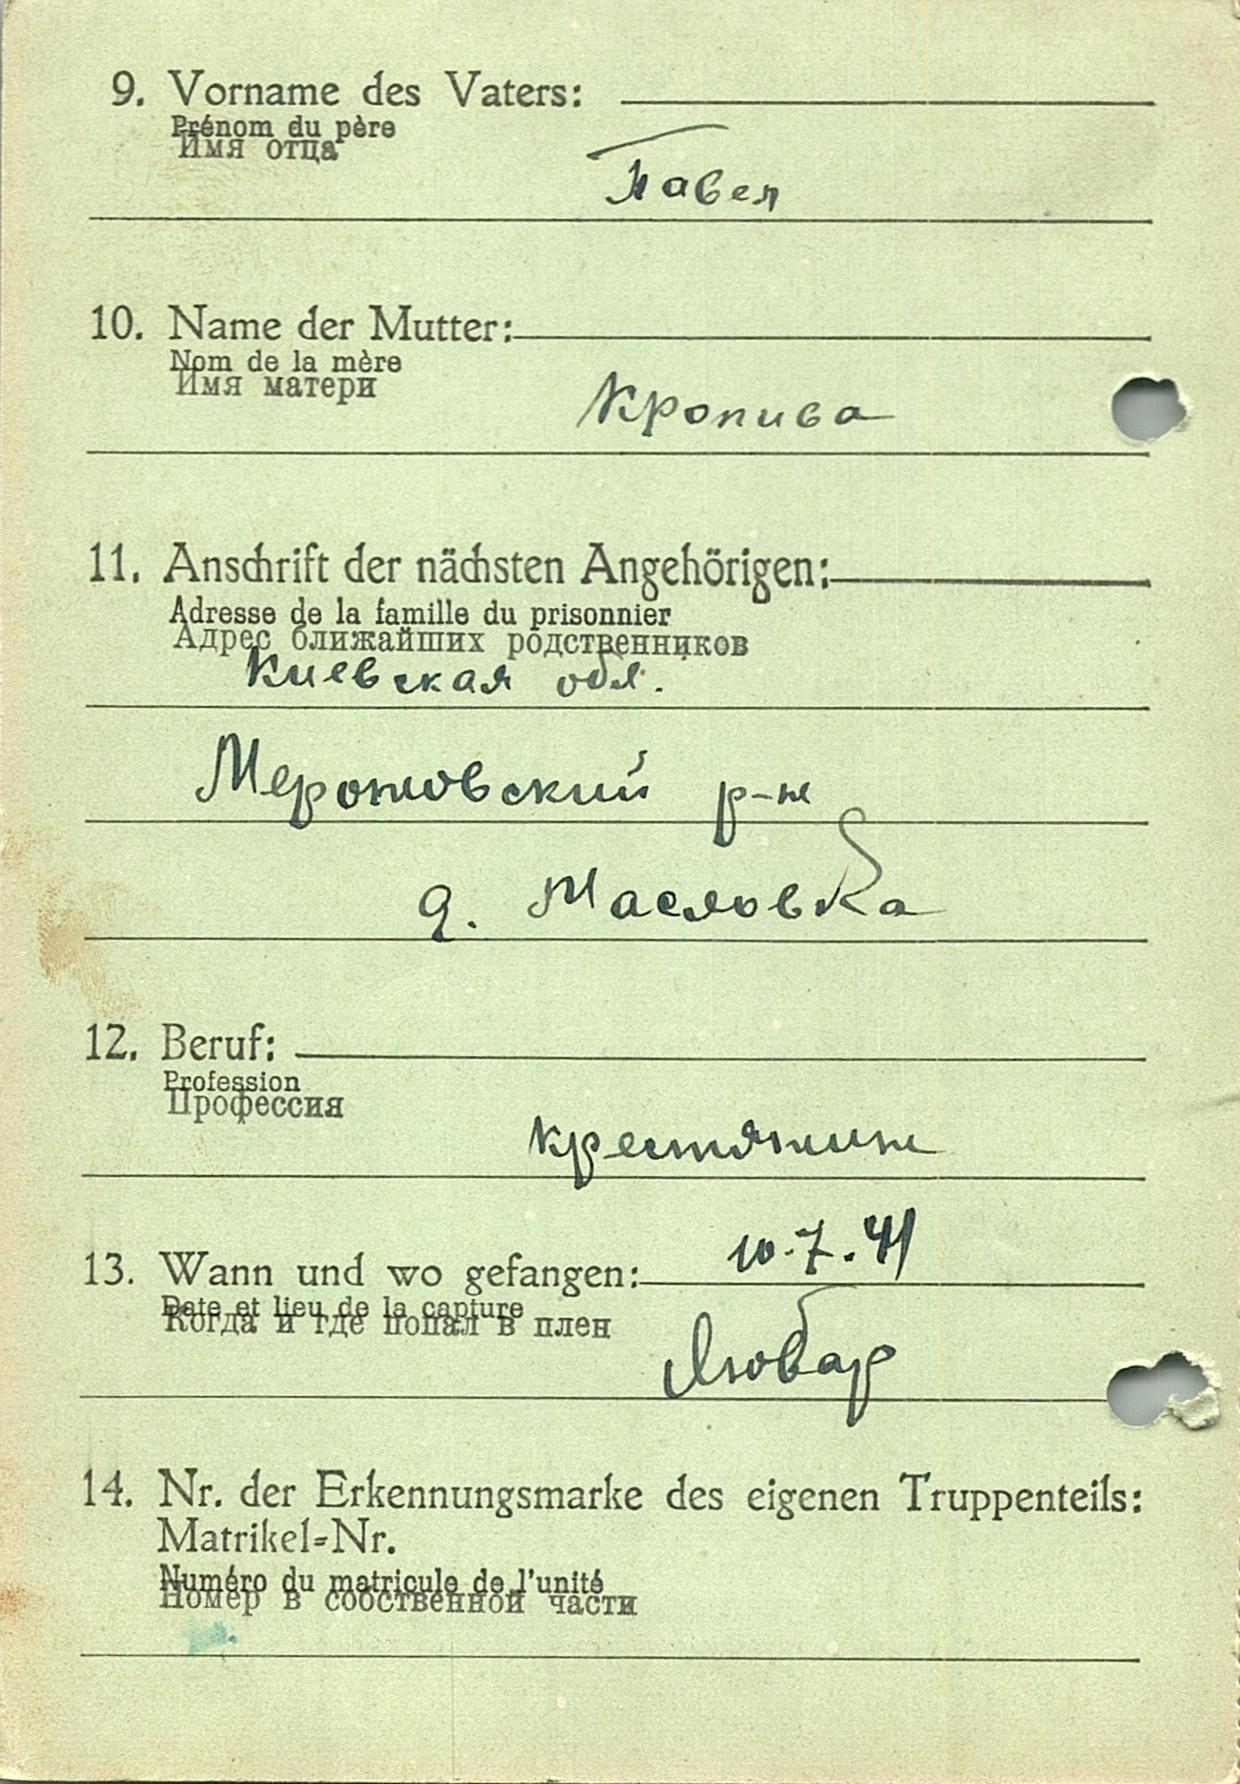 9. Vorname des Vaters:
Prénom du père
Имя отца
Павел
10. Name der Mutter:
Nom de la mère
Имя матери
Кропива
11. Anschrift der nächsten Angehörigen:
Adresse de la famille du prisonnier
Адрес ближайших родственников
Киевская обл.
Мероновский р-н
д. Масловка
12. Beruf:
Profession
Профессия
крестянин
13. Wann und wo gefangen: 10.7.41
Date et lieu de la capture
Когда и где попал в плен
Любар
14. Nr. der Erkennungsmarke des eigenen Truppenteils:
Matrikel-Nr.
Numéro du matricule de l'unité
Номер в собственной части